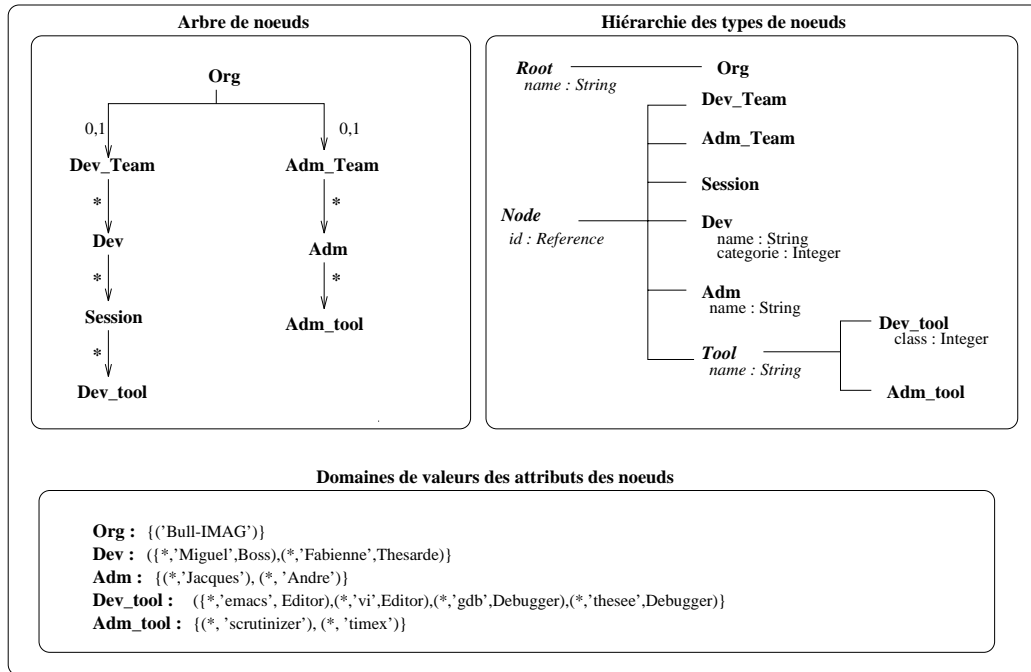 Arbre de noeuds
Org
0,1
0,1
Dev_Team
Adm_Team
*
*
Dev
Adm
*
*
Session
Adm_tool
*
Dev_tool
Hiérarchie des types de noeuds
Root
Org
name : String
Dev_Team
Adm_Team
Session
Node
Dev
id : Reference
name : String
categorie : Integer
Adm
name : String
Dev_tool
class : Integer
Tool
name : String
Adm_tool
Domaines de valeurs des attributs des noeuds
Org : {('Bull-IMAG')}
Dev : ({*,'Miguel',Boss),(*,'Fabienne',Thesarde)}
Adm : {(*,'Jacques'), (*, 'Andre')}
Dev_tool : ({*,'emacs', Editor),(*,'vi',Editor),(*,'gdb',Debugger),(*,'thesee',Debugger)}
Adm_tool : {(*, 'scrutinizer'), (*, 'timex')}